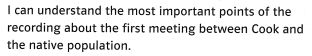 I can understand the most important points of the
recording about the first meeting between Cook and
the native population.